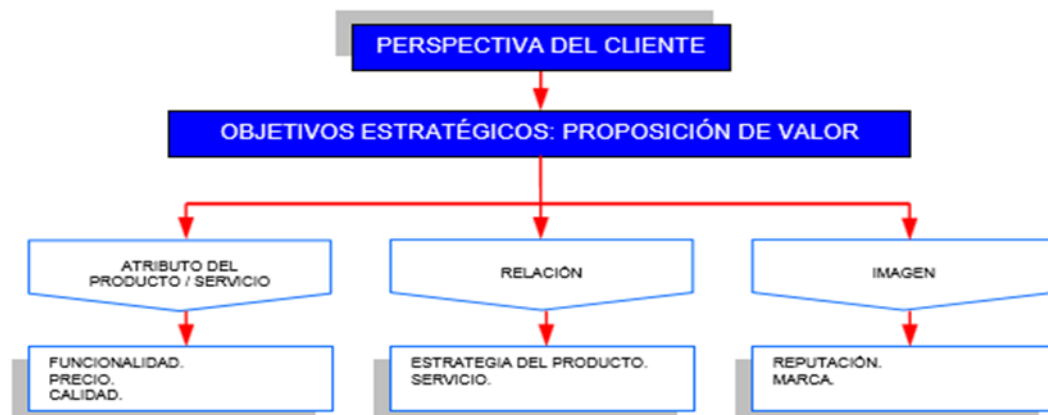 PERSPECTIVA DEL CLIENTE
OBJETIVOS ESTRATÉGICOS: PROPOSICIÓN DE VALOR
ATRIBUTO DEL
PRODUCTO / SERVICIO
RELACIÓN
IMAGEN
FUNCIONALIDAD.
PRECIO.
CALIDAD.
ESTRATEGIA DEL PRODUCTO.
SERVICIO.
REPUTACIÓN.
MARCA.